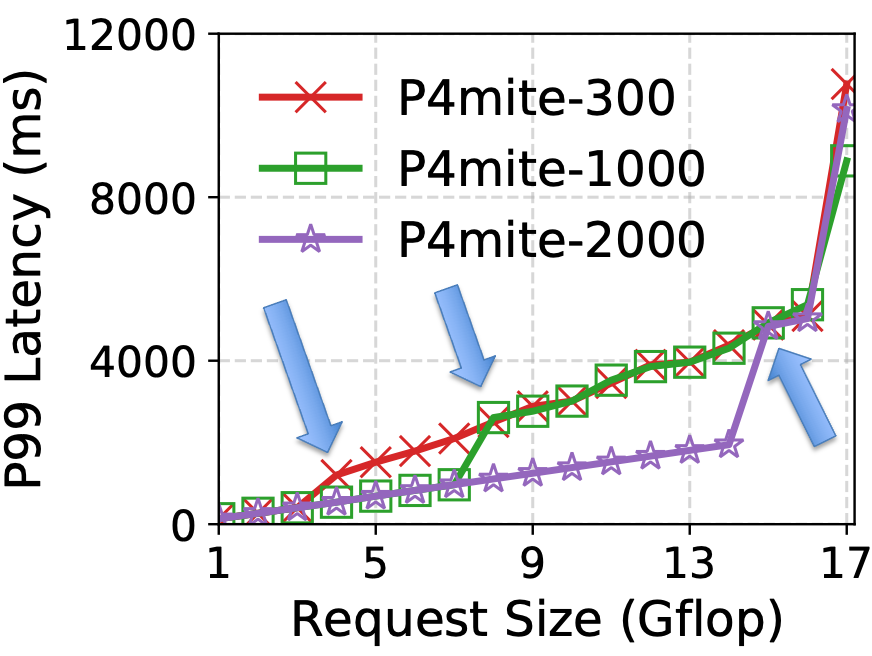 12000
8000
4000
0
P99 Latency (ms)
P4mite-300
P4mite-1000
P4mite-2000
1 5 9 13 17
Request Size (Gflop)